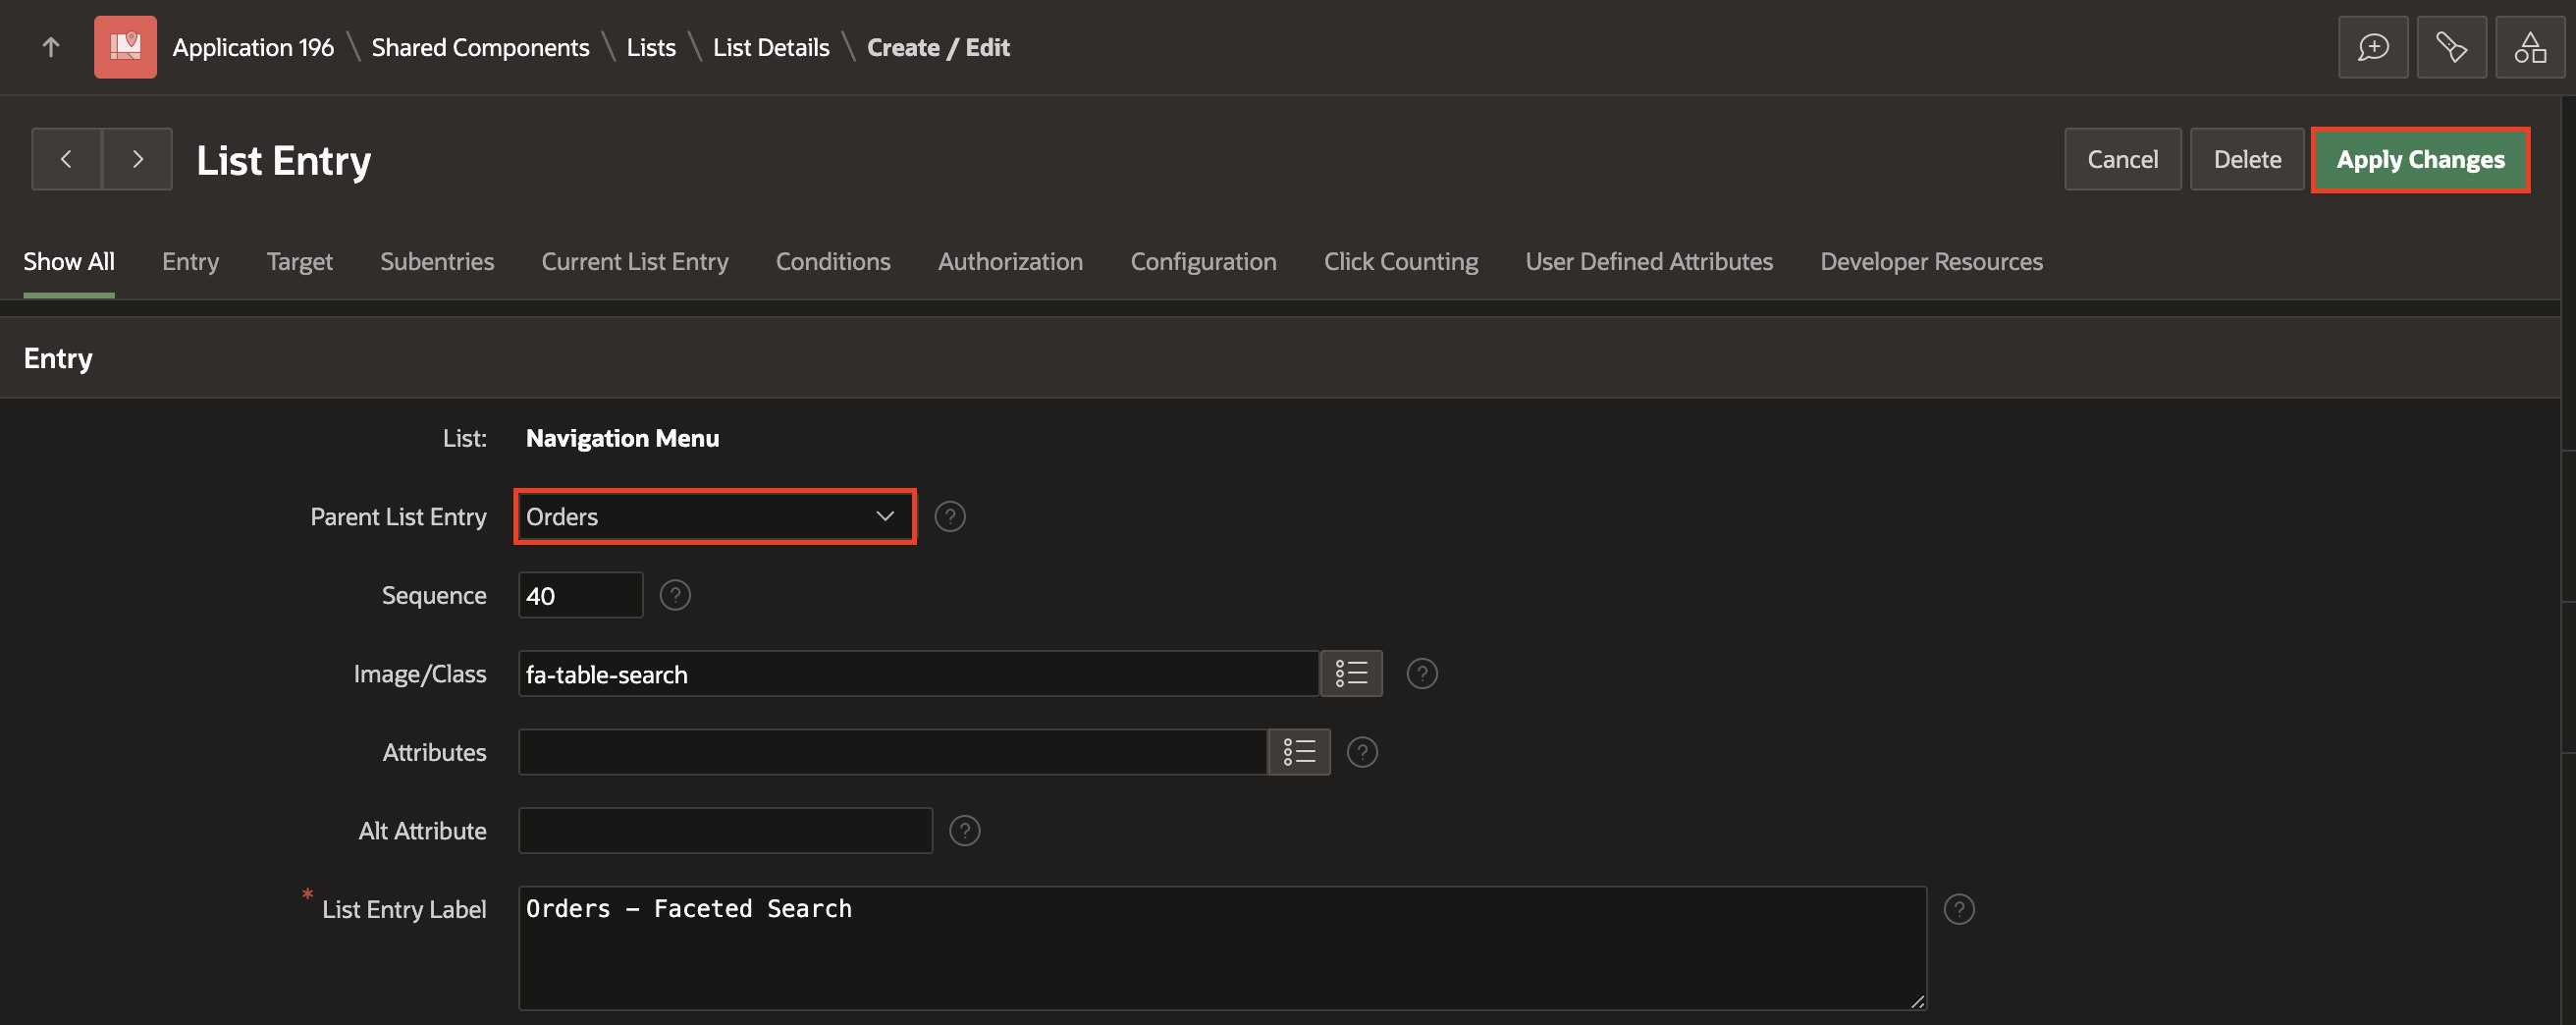 Application 196 \ Shared Components \ Lists \ List Details \ Create / Edit
List Entry
Cancel Delete Apply Changes
Show All Entry Target Subentries Current List Entry Conditions Authorization Configuration Click Counting User Defined Attributes Developer Resources
Entry
List: Navigation Menu
Parent List Entry Orders ?
Sequence 40 ?
Image/Class fa-table-search ?
Attributes ?
Alt Attribute ?
* List Entry Label Orders - Faceted Search ?